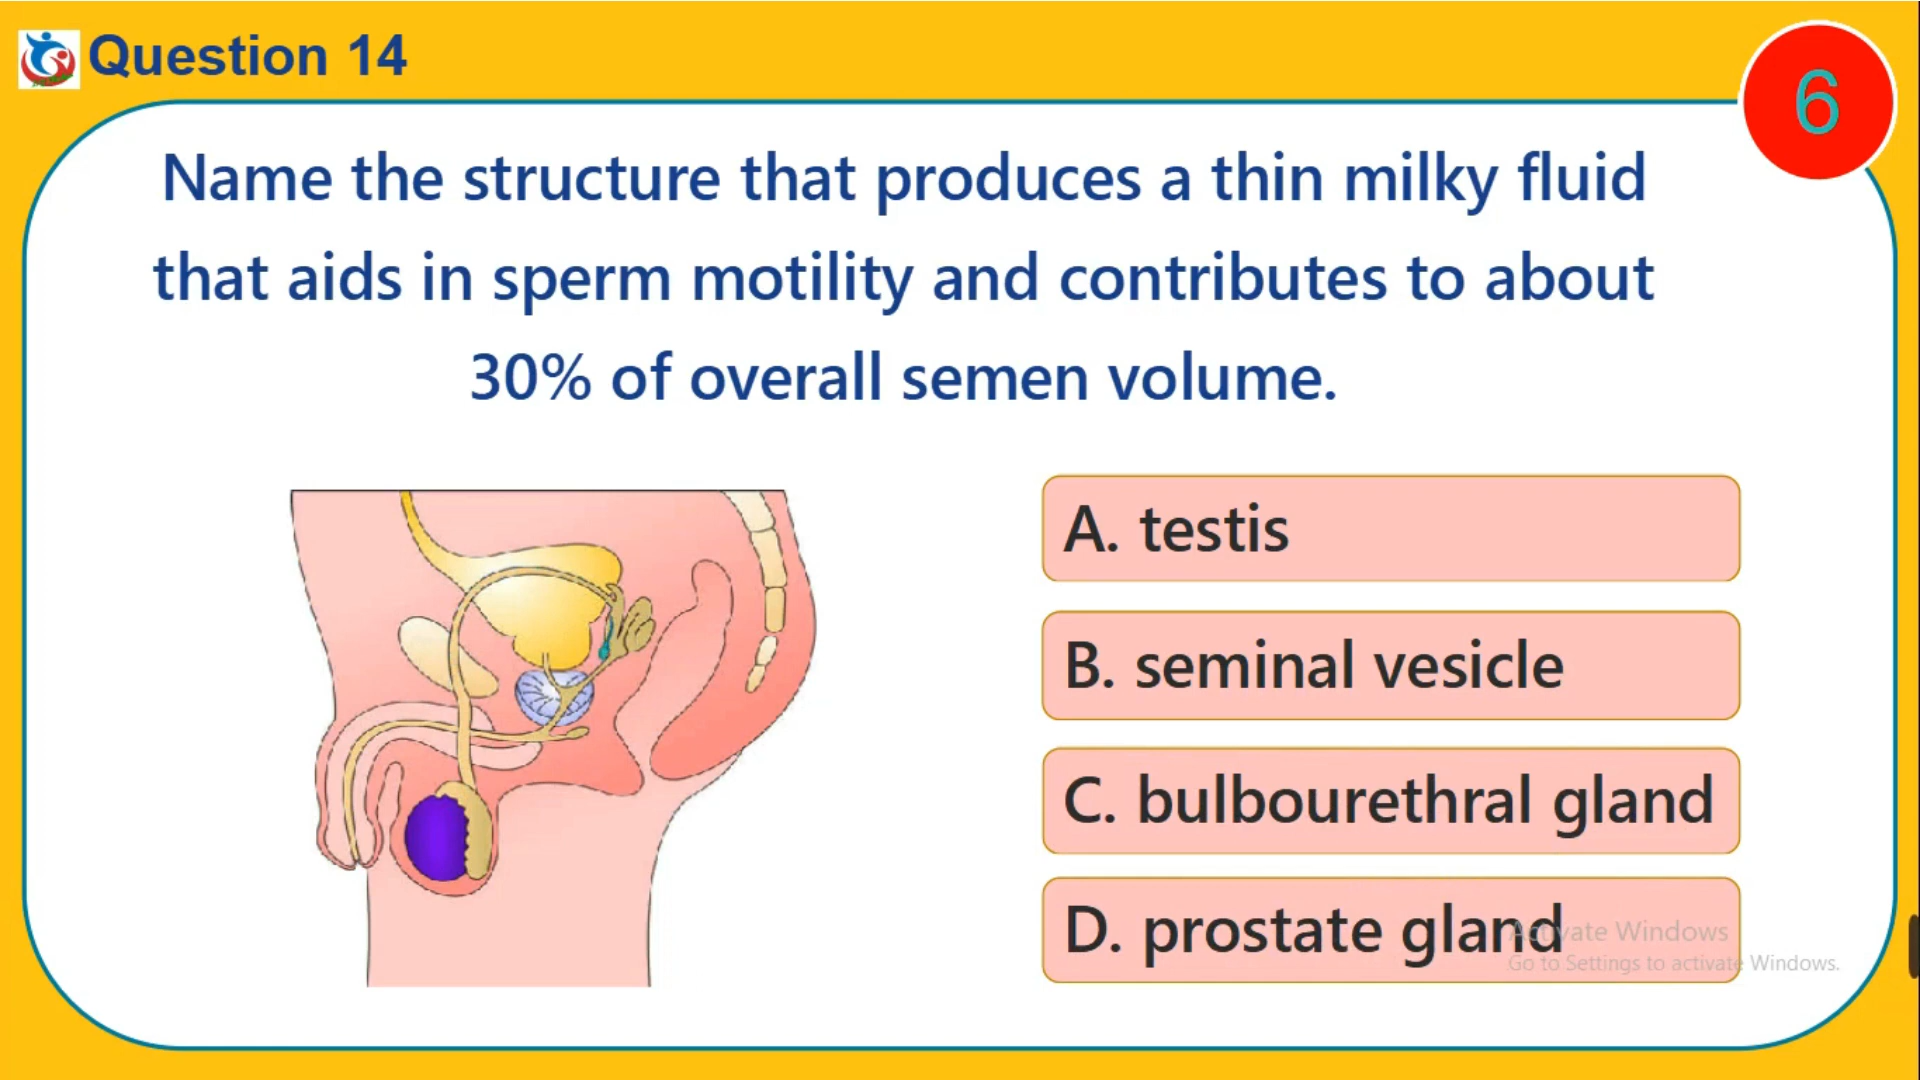 Question 14
6
Name the structure that produces a thin milky fluid
that aids in sperm motility and contributes to about
30% of overall semen volume.
A. testis
B. seminal vesicle
C. bulbourethral gland
D. prostate gland
Activate Windows
Go to Settings to activate Windows.